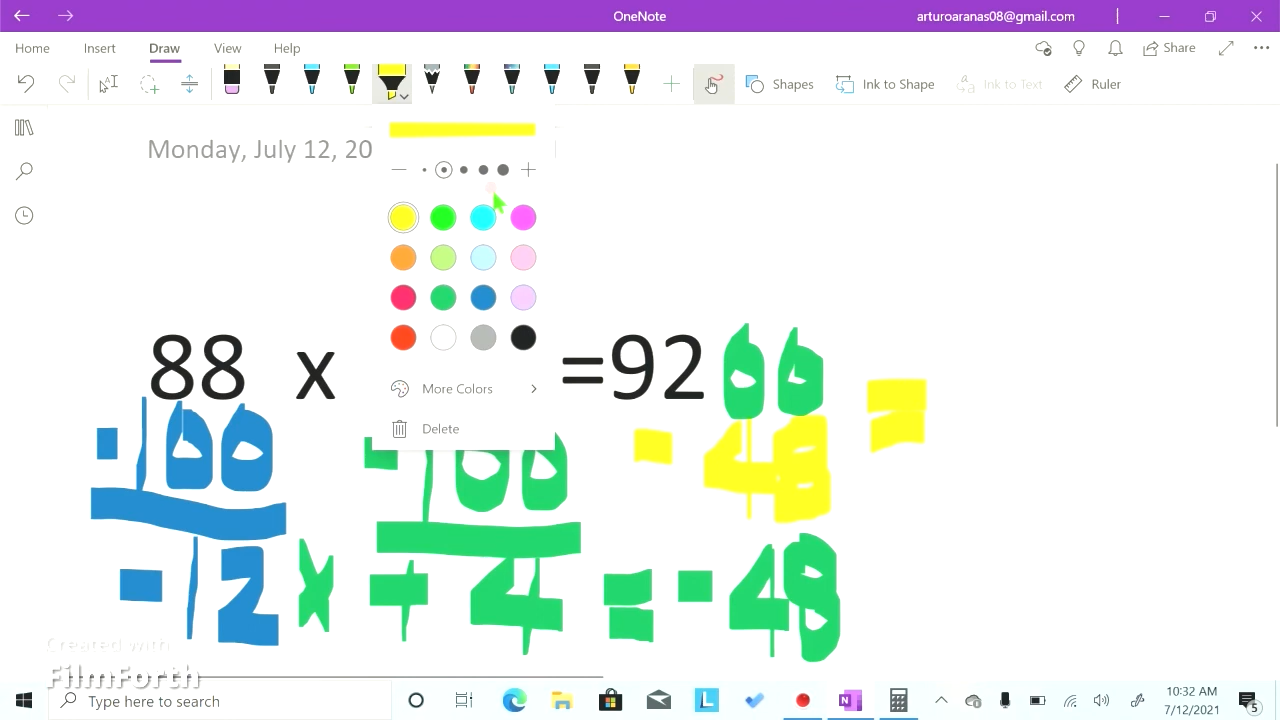 OneNote arturoaranas08@gmail.com
Home Insert Draw View Help Share
Shapes Ink to Shape Ink to Text Ruler
Monday, July 12, 20
88 x =9200
-100 -100 - 48 =
More Colors
Delete
-12 x +4 = -48
Created with
FilmForth
Type here to search
10:32 AM
7/12/2021
5